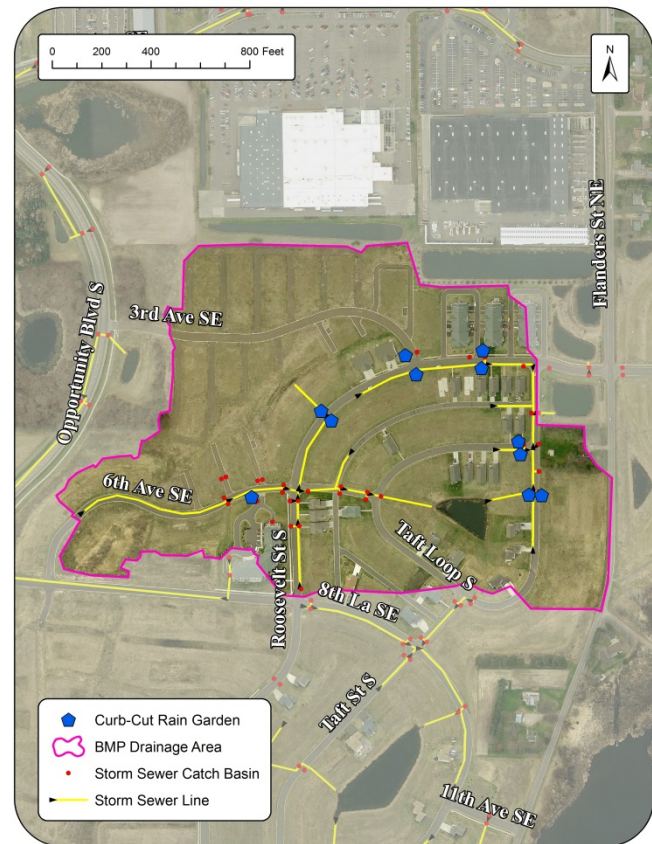 0 200 400 800 Feet
N
Flanders St NE
Opportunity Blvd S
3rd Ave SE
6th Ave SE
Roosevelt St S
Taft Loop S
8th La SE
Taft St S
11th Ave SE
Curb-Cut Rain Garden
BMP Drainage Area
Storm Sewer Catch Basin
Storm Sewer Line